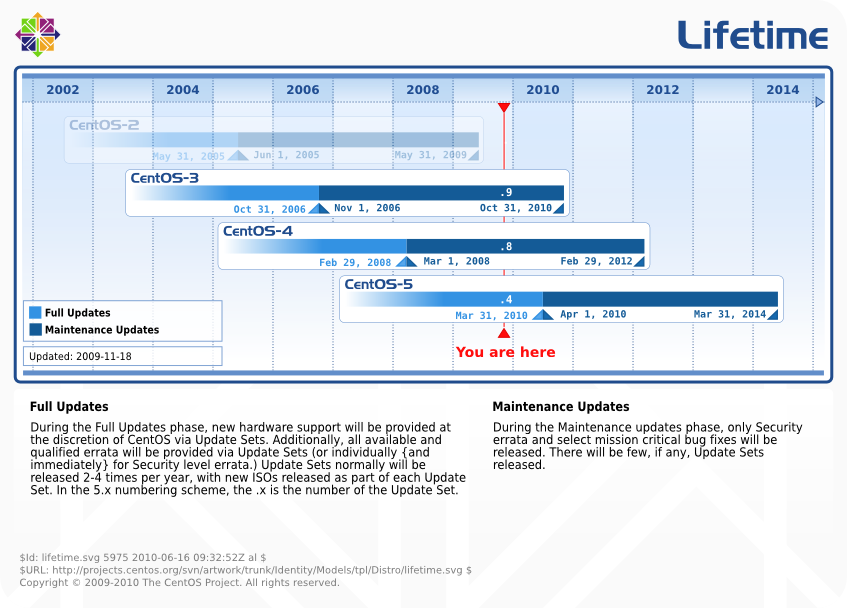 Lifetime
2002 2004 2006 2008 2010 2012 2014
CentOS-2
May 31, 2005 Jun 1, 2005 May 31, 2009
CentOS-3
.9
Oct 31, 2006 Nov 1, 2006 Oct 31, 2010
CentOS-4
.8
Feb 29, 2008 Mar 1, 2008 Feb 29, 2012
CentOS-5
.4
Mar 31, 2010 Apr 1, 2010 Mar 31, 2014
Full Updates
Maintenance Updates
Updated: 2009-11-18
You are here
Full Updates
During the Full Updates phase, new hardware support will be provided at
the discretion of CentOS via Update Sets. Additionally, all available and
qualified errata will be provided via Update Sets (or individually {and
immediately} for Security level errata.) Update Sets normally will be
released 2-4 times per year, with new ISOs released as part of each Update
Set. In the 5.x numbering scheme, the .x is the number of the Update Set.
Maintenance Updates
During the Maintenance updates phase, only Security
errata and select mission critical bug fixes will be
released. There will be few, if any, Update Sets
released.
$Id: lifetime.svg 5975 2010-06-16 09:32:52Z al $
$URL: http://projects.centos.org/svn/artwork/trunk/Identity/Models/tpl/Distro/lifetime.svg $
Copyright © 2009-2010 The CentOS Project. All rights reserved.